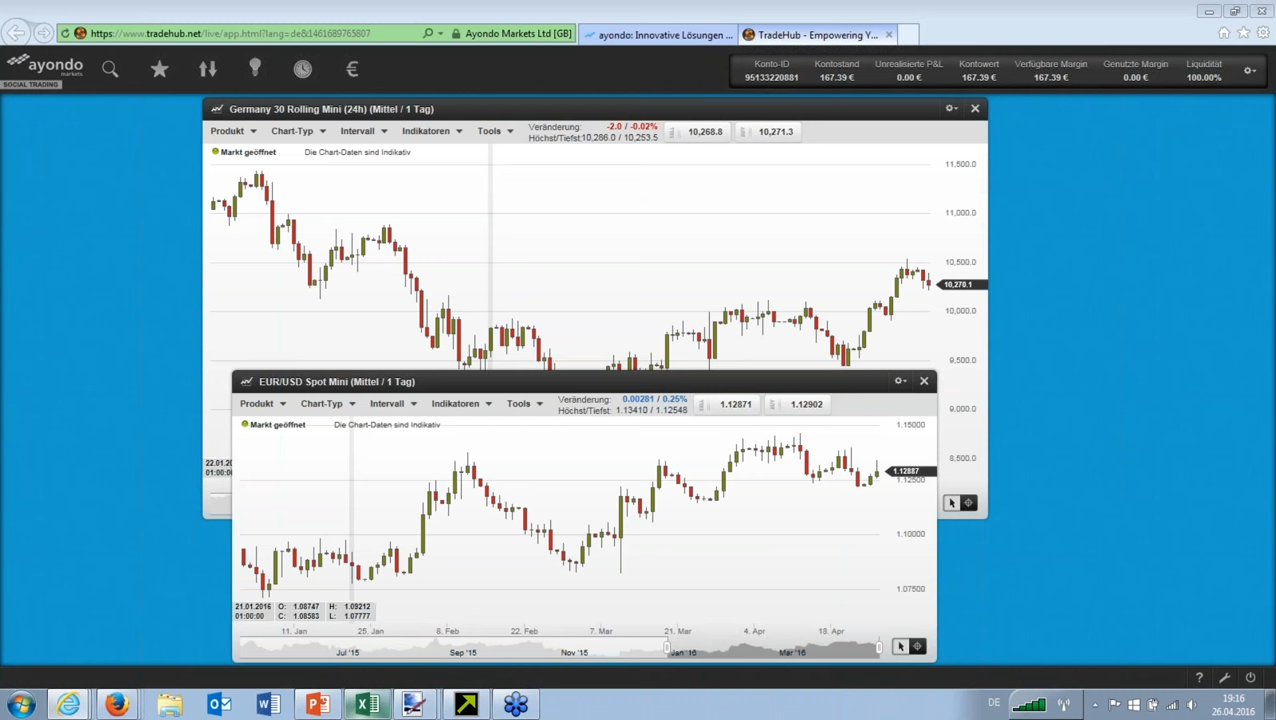 https://www.tradehub.net/live/app.html?lang=de&1461689765807
Ayondo Markets Ltd [GB]
ayondo: Innovative Lösungen ...
TradeHub - Empowering Y...
ayondo
markets
SOCIAL TRADING
€
Konto-ID Kontostand Unrealisierte P&L Kontowert Verfügbare Margin Genutzte Margin Liquidität
95133220881 167.39 € 0.00 € 167.39 € 167.39 € 0.00 € 100.00%
Germany 30 Rolling Mini (24h) (Mittel / 1 Tag)
Produkt Chart-Typ Intervall Indikatoren Tools
Veränderung: -2.0 / -0.02%
Höchst/Tiefst: 10,286.0 / 10,253.5
10,268.8 10,271.3
Markt geöffnet Die Chart-Daten sind Indikativ
11,500.0
11,000.0
10,500.0
10,270.1
10,000.0
9,500.0
9,000.0
8,500.0
22.01.20
01:00:00
EUR/USD Spot Mini (Mittel / 1 Tag)
Produkt Chart-Typ Intervall Indikatoren Tools
Veränderung: 0.00281 / 0.25%
Höchst/Tiefst: 1.13410 / 1.12548
1.12871 1.12902
Markt geöffnet Die Chart-Daten sind Indikativ
1.15000
1.12887
1.12500
1.10000
1.07500
21.01.2016 O: 1.08747 H: 1.09212
01:00:00 C: 1.08583 L: 1.07777
11. Jan 25. Jan 8. Feb 22. Feb 7. Mar 21. Mar 4. Apr 18. Apr
Jul '15 Sep '15 Nov '15 Jan '16 Mar '16
DE
19:16
26.04.2016